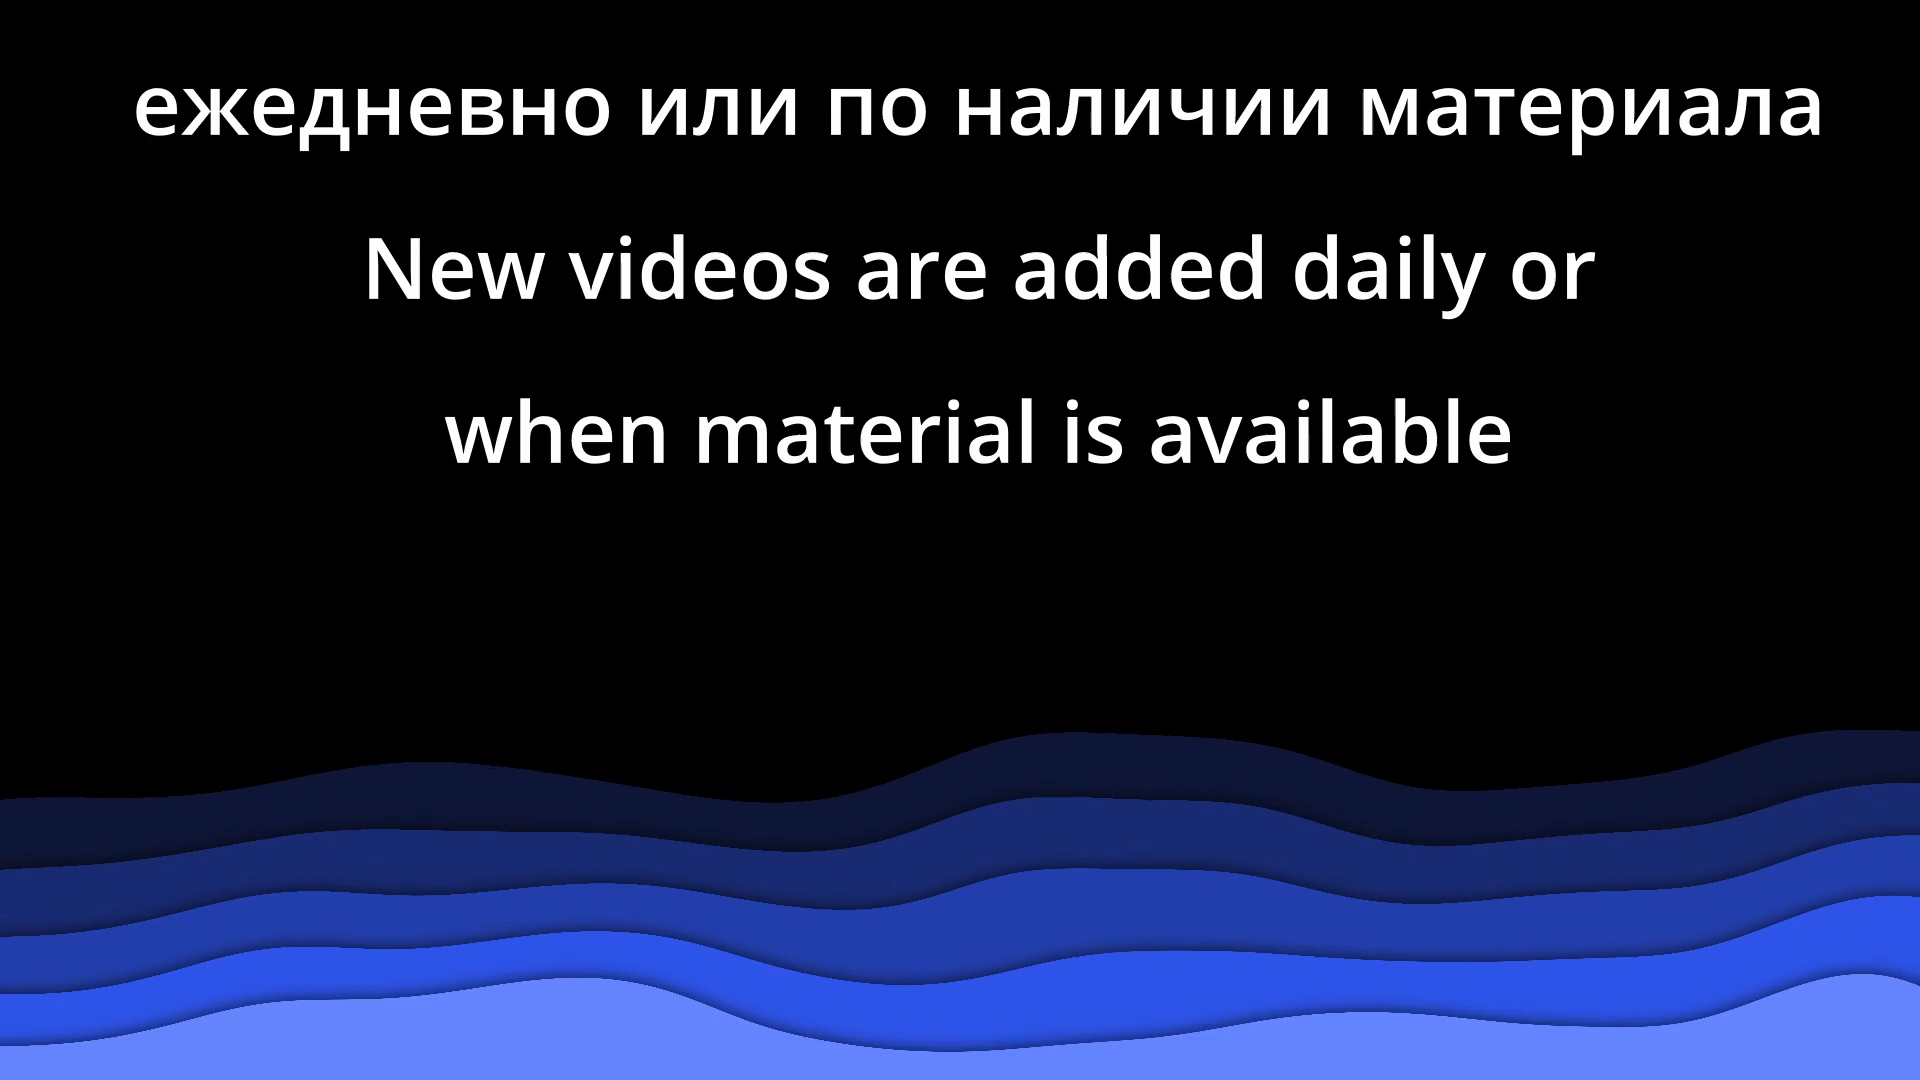 ежедневно или по наличии материала
New videos are added daily or
when material is available